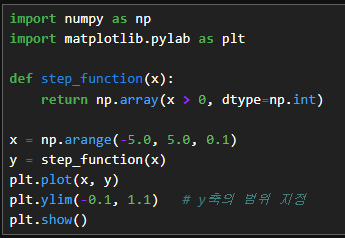 import numpy as np
import matplotlib.pylab as plt
def step_function(x):
    return np.array(x > 0, dtype=np.int)
x = np.arange(-5.0, 5.0, 0.1)
y = step_function(x)
plt.plot(x, y)
plt.ylim(-0.1, 1.1)   # y축의 범위 지정
plt.show()